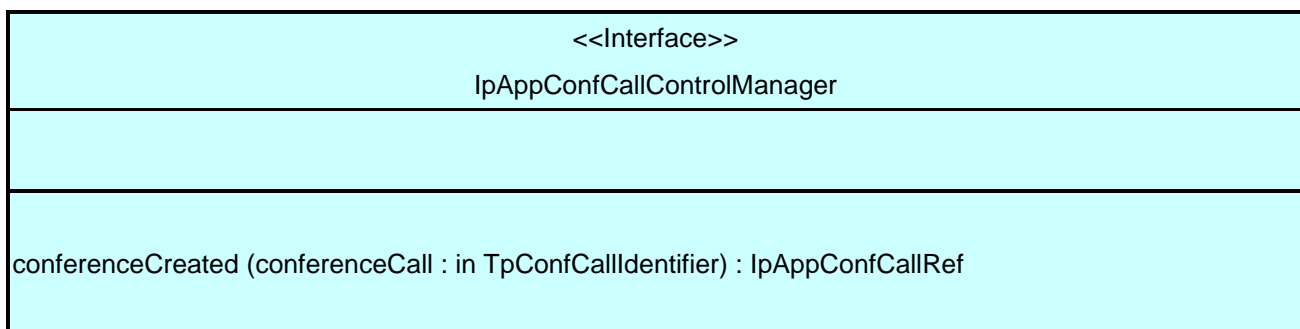 <<Interface>>
IpAppConfCallControlManager
conferenceCreated (conferenceCall : in TpConfCallIdentifier) : IpAppConfCallRef